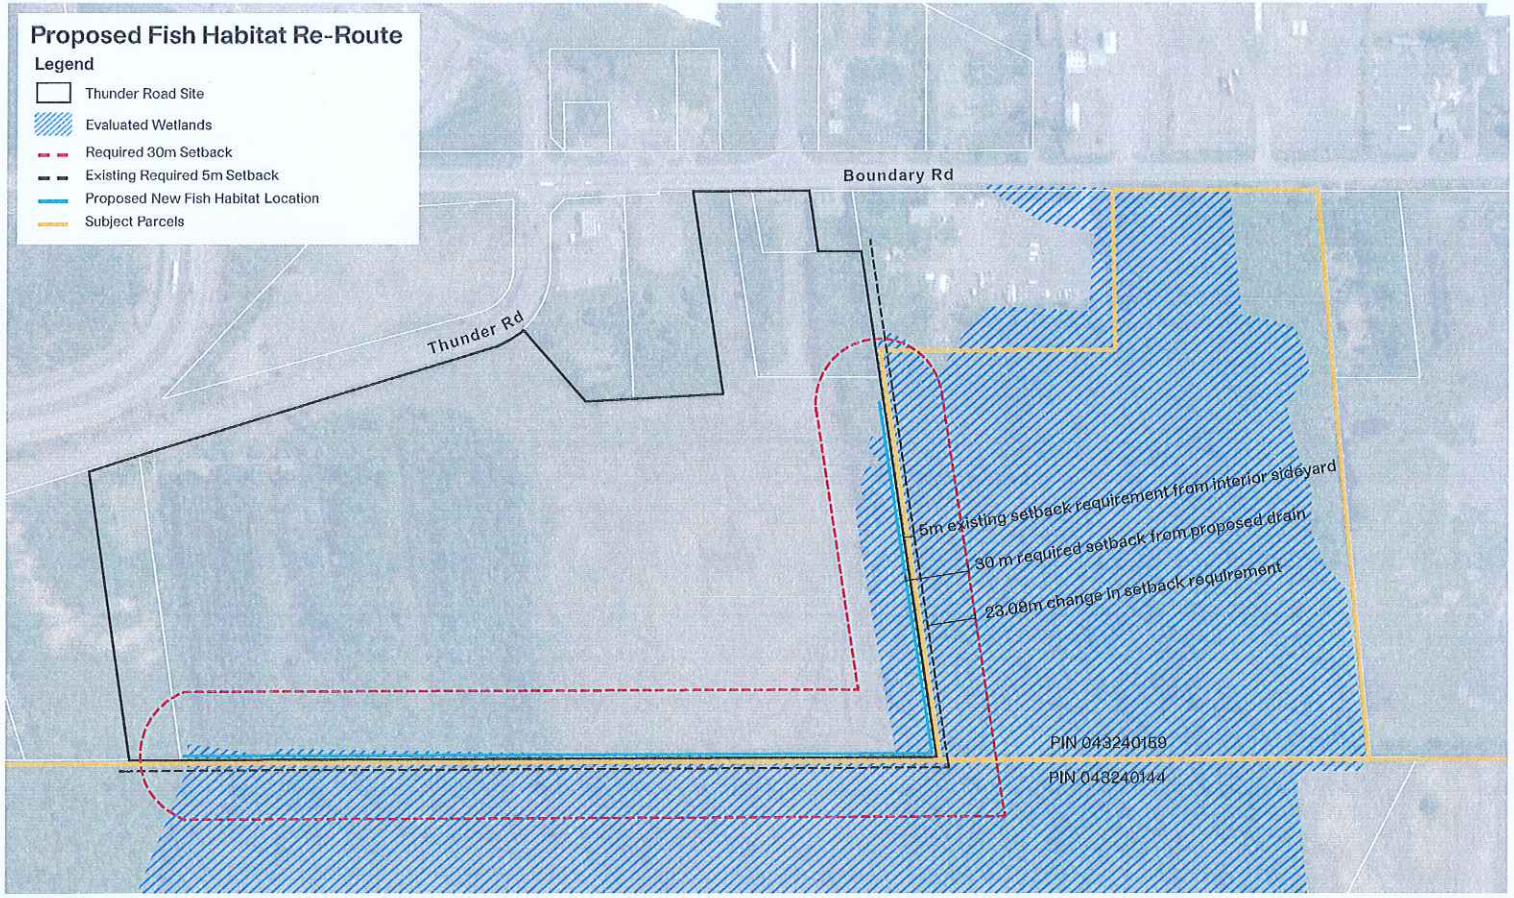 Proposed Fish Habitat Re-Route
Legend
Thunder Road Site
Evaluated Wetlands
Required 30m Setback
Existing Required 5m Setback
Proposed New Fish Habitat Location
Subject Parcels
Boundary Rd
Thunder Rd
5m existing setback requirement from interior sideyard
30 m required setback from proposed drain
23.08m change in setback requirement
PIN 043240159
PIN 043240144